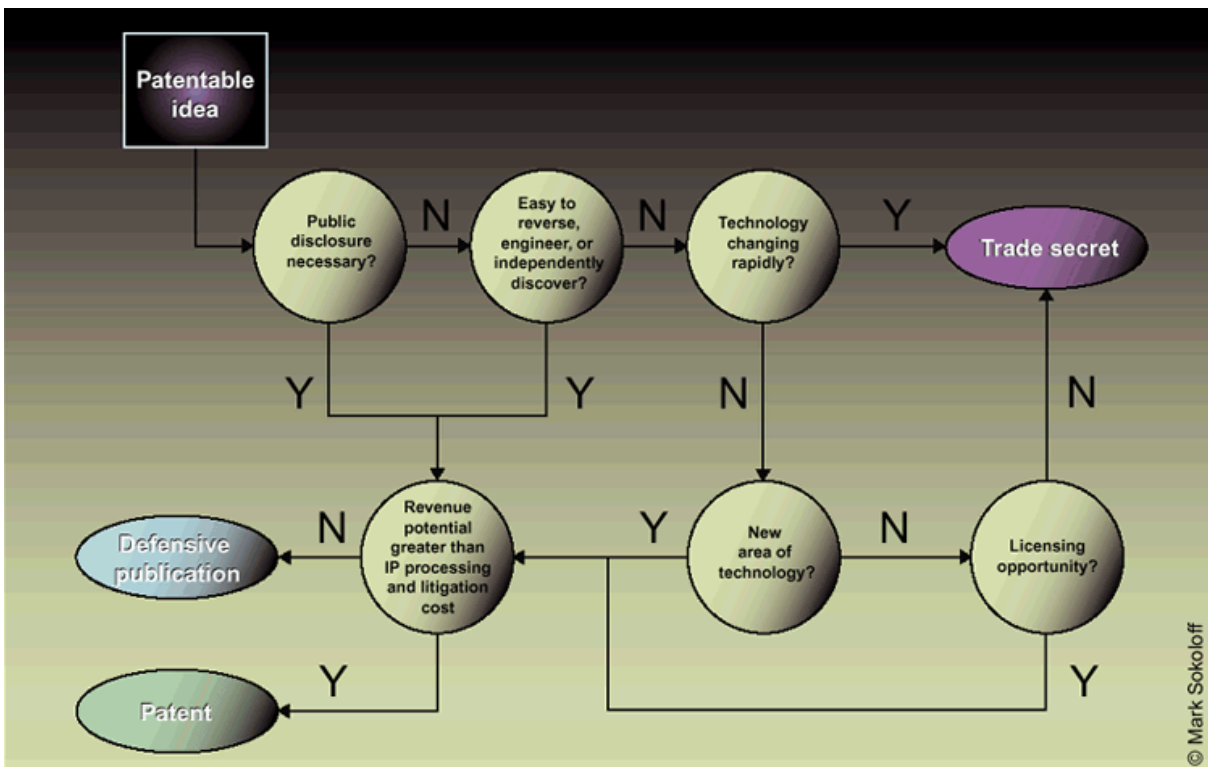 Patentable
idea
Public
disclosure
necessary?
N
Easy to
reverse,
engineer, or
independently
discover?
N
Technology
changing
rapidly?
Y
Trade secret
Y
Y
N
N
Defensive
publication
N
Revenue
potential
greater than
IP processing
and litigation
cost
Y
New
area of
technology?
N
Licensing
opportunity?
Patent
Y
Y
© Mark Sokoloff